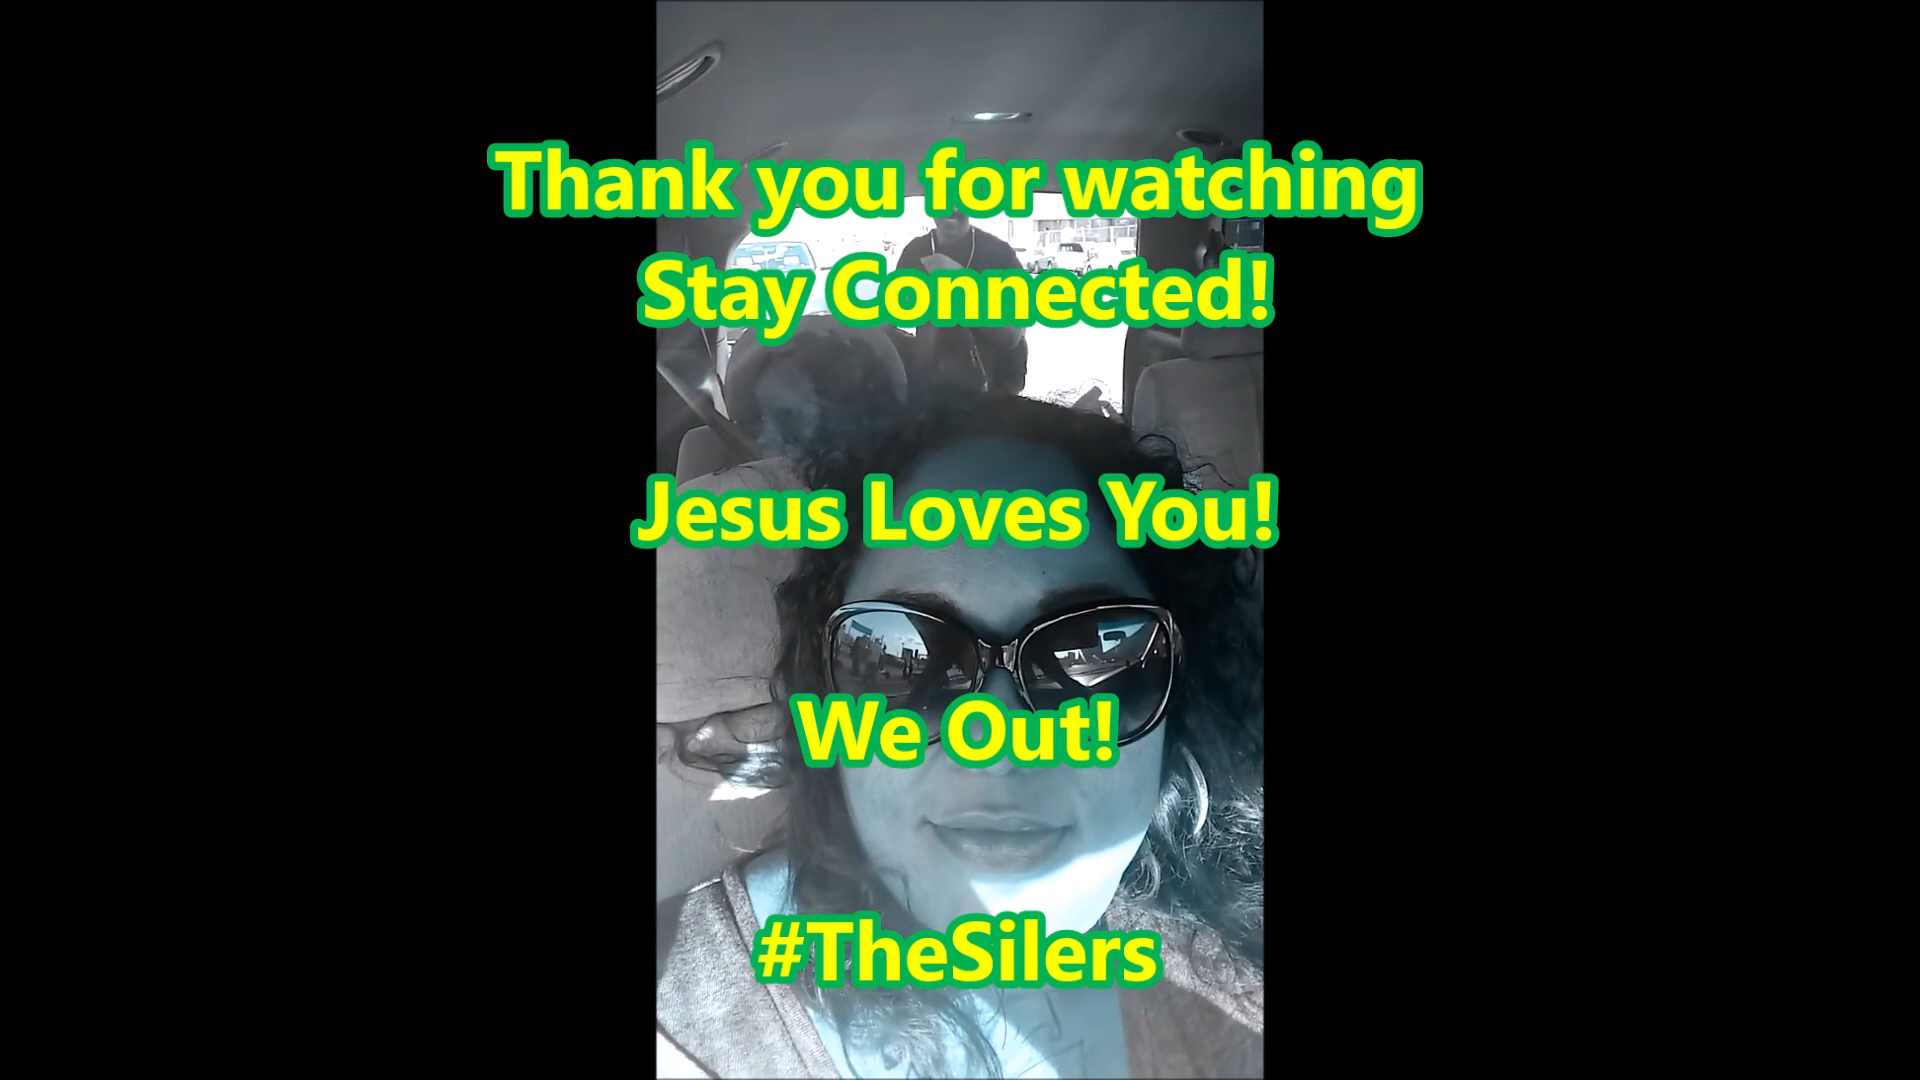 Thank you for watching
Stay Connected!
Jesus Loves You!
We Out!
#TheSilers